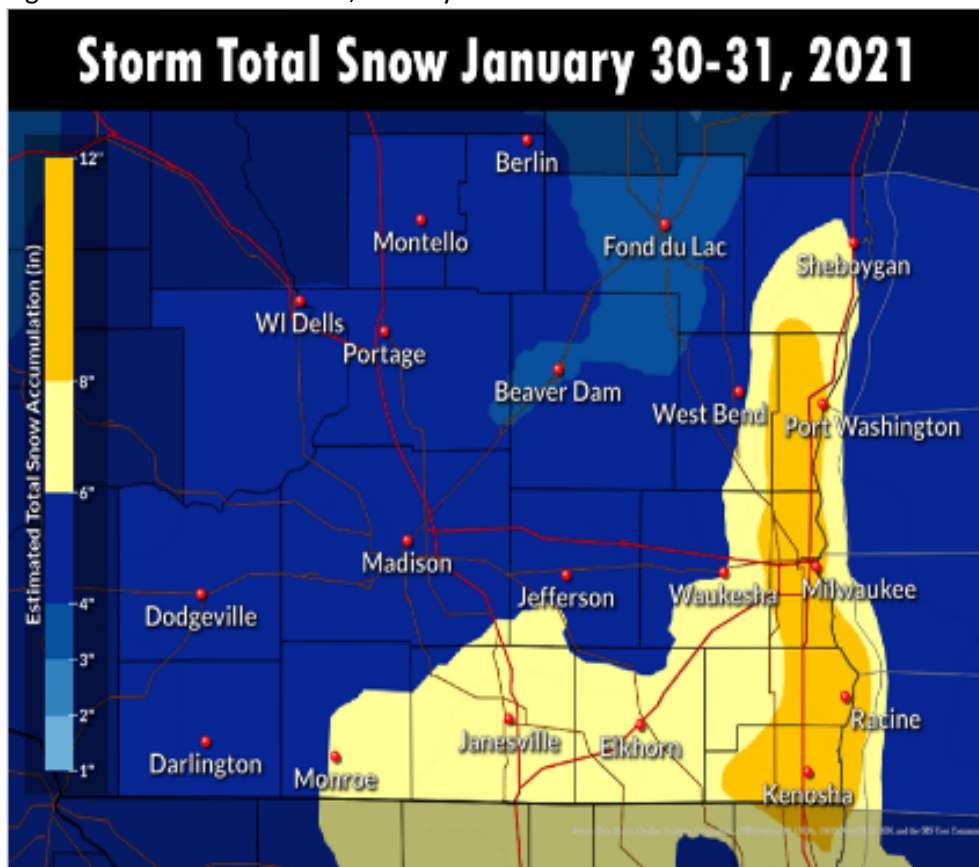 Storm Total Snow January 30-31, 2021
Estimated Total Snow Accumulation (in)
12"
8"
6"
4"
3"
2"
1"
Berlin
Montello
Fond du Lac
Sheboygan
WI Dells
Portage
Beaver Dam
West Bend
Port Washington
Madison
Jefferson
Waukesha
Milwaukee
Dodgeville
Racine
Janesville
Elkhorn
Darlington
Monroe
Kenosha